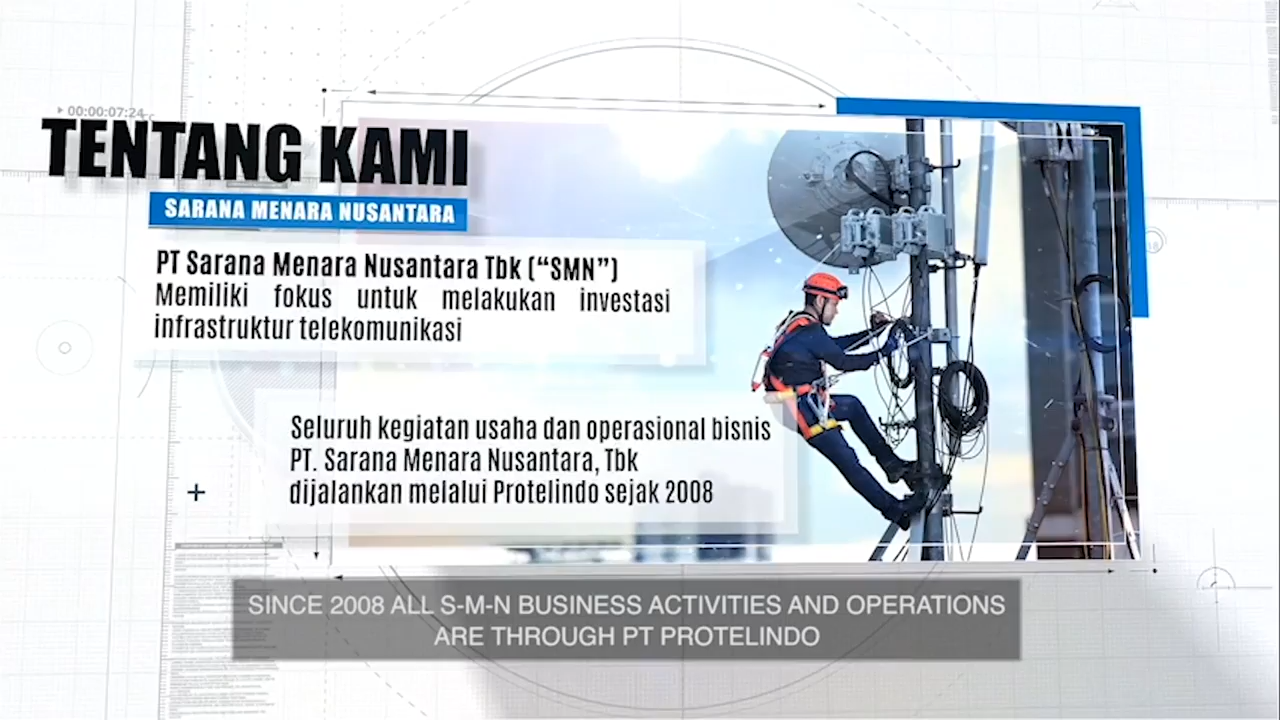 00:00:07:24
TENTANG KAMI
SARANA MENARA NUSANTARA
PT Sarana Menara Nusantara Tbk (“SMN”)
Memiliki fokus untuk melakukan investasi
infrastruktur telekomunikasi
Seluruh kegiatan usaha dan operasional bisnis
PT. Sarana Menara Nusantara, Tbk
dijalankan melalui Protelindo sejak 2008
SINCE 2008 ALL S-M-N BUSINESS ACTIVITIES AND OPERATIONS
ARE THROUGH PT PROTELINDO